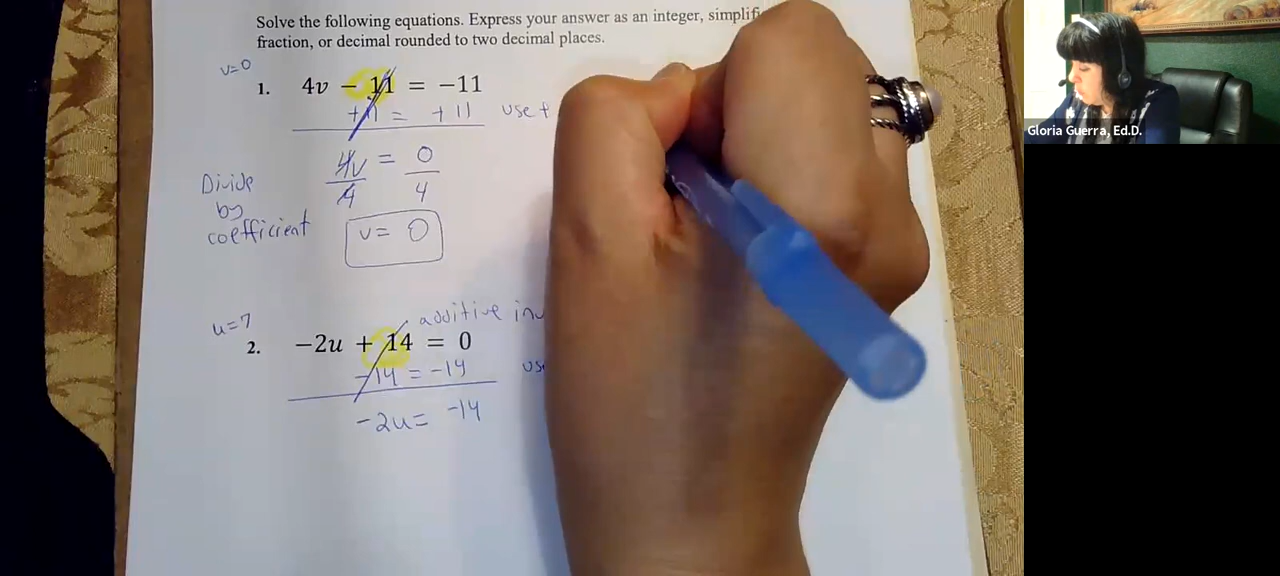 Solve the following equations. Express your answer as an integer,
fraction, or decimal rounded to two decimal places.
v=0
1. 4v − 11 = −11
+11 = +11 use
4v = 0
4 4
Divide
by
coefficient
v = 0
additive
u=7
2. −2u + 14 = 0
-14 = -14
-2u = -14
Gloria Guerra, Ed.D.